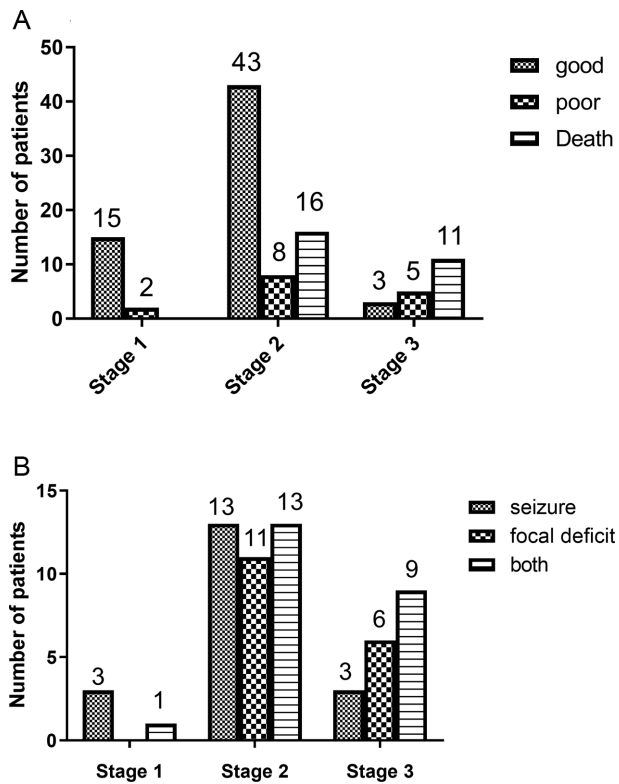 A
Number of patients
50
40
30
20
10
0
15
2
43
8
16
3
5
11
Stage 1
Stage 2
Stage 3
good
poor
Death
B
Number of patients
15
10
5
0
3
1
13
11
13
3
6
9
Stage 1
Stage 2
Stage 3
seizure
focal deficit
both